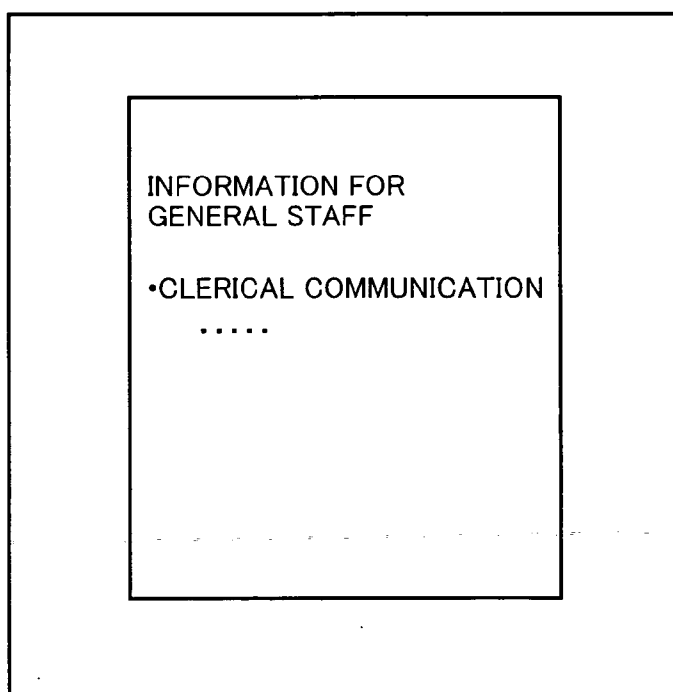 INFORMATION FOR
GENERAL STAFF
•CLERICAL COMMUNICATION
.....